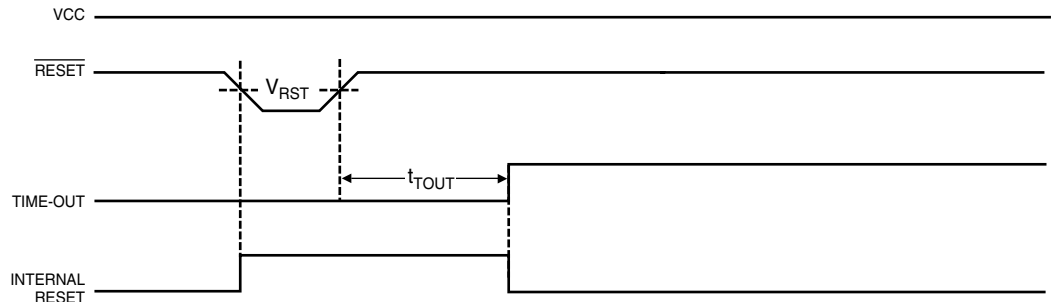 VCC
RESET
VRST
tTOUT
TIME-OUT
INTERNAL
RESET